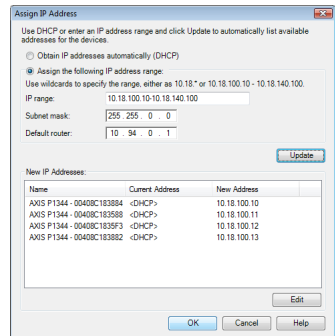 Assign IP Address
Use DHCP or enter an IP address range and click Update to automatically list available
addresses for the devices.
Obtain IP addresses automatically (DHCP)
Assign the following IP address range:
Use wildcards to specify the range, either as 10.18.* or 10.18.100.10 - 10.18.140.100.
IP range: 10.18.100.10-10.18.140.100
Subnet mask: 255 . 255 . 0 . 0
Default router: 10 . 94 . 0 . 1
Update
New IP Addresses:
Name Current Address New Address
AXIS P1344 - 00408C183884 <DHCP> 10.18.100.10
AXIS P1344 - 00408C183588 <DHCP> 10.18.100.11
AXIS P1344 - 00408C1835F3 <DHCP> 10.18.100.12
AXIS P1344 - 00408C183882 <DHCP> 10.18.100.13
Edit
OK Cancel Help